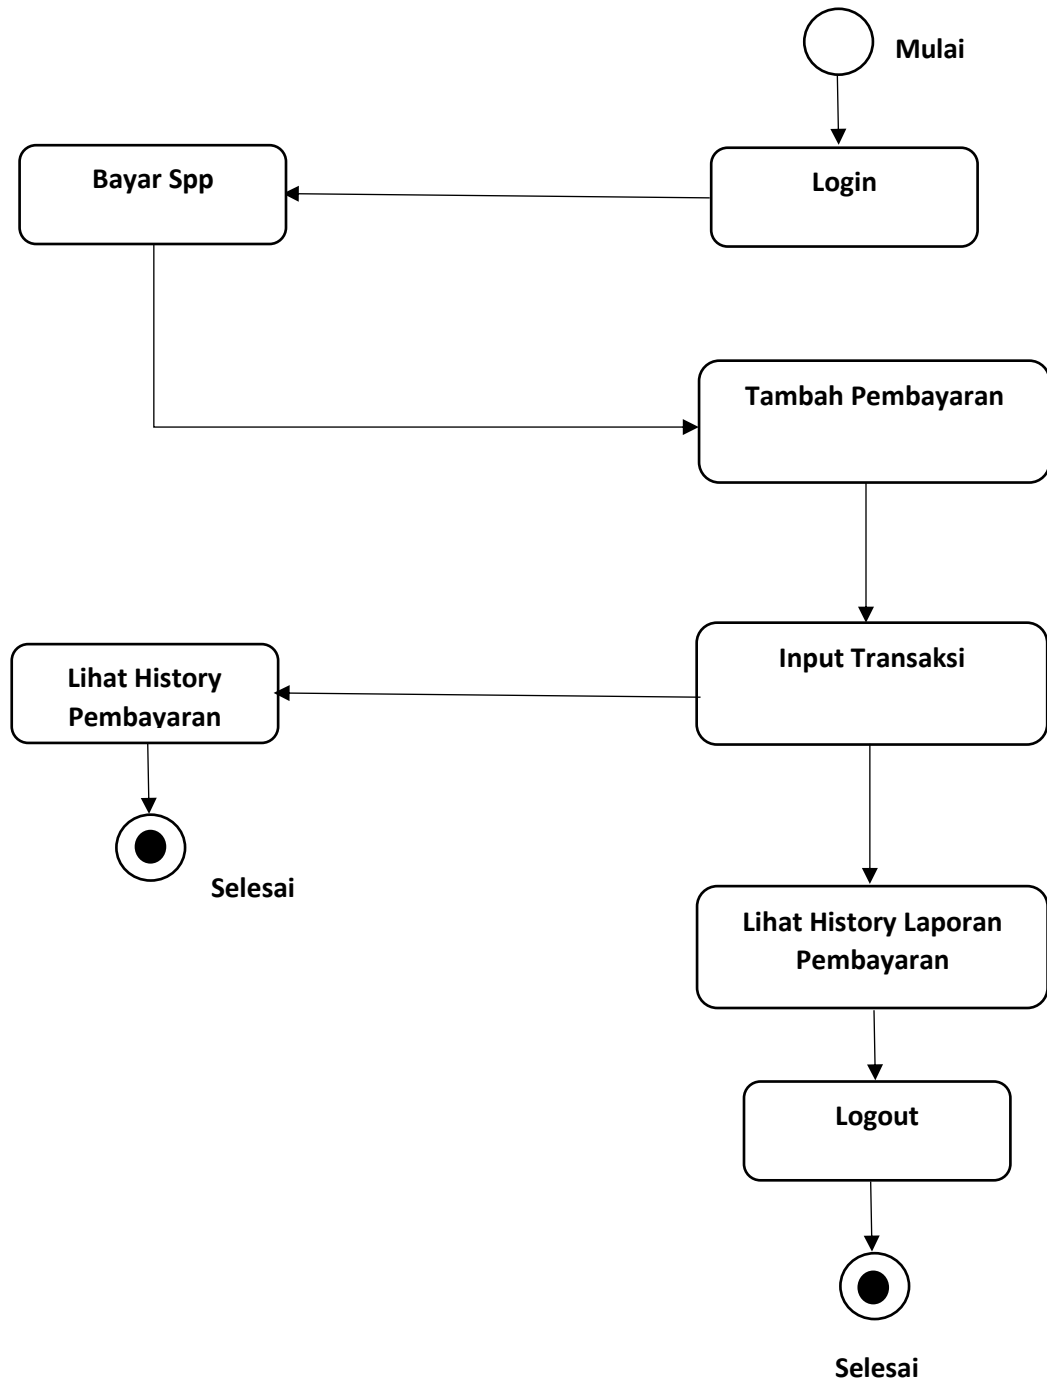 Mulai
Bayar Spp
Login
Tambah Pembayaran
Input Transaksi
Lihat History
Pembayaran
Selesai
Lihat History Laporan
Pembayaran
Logout
Selesai